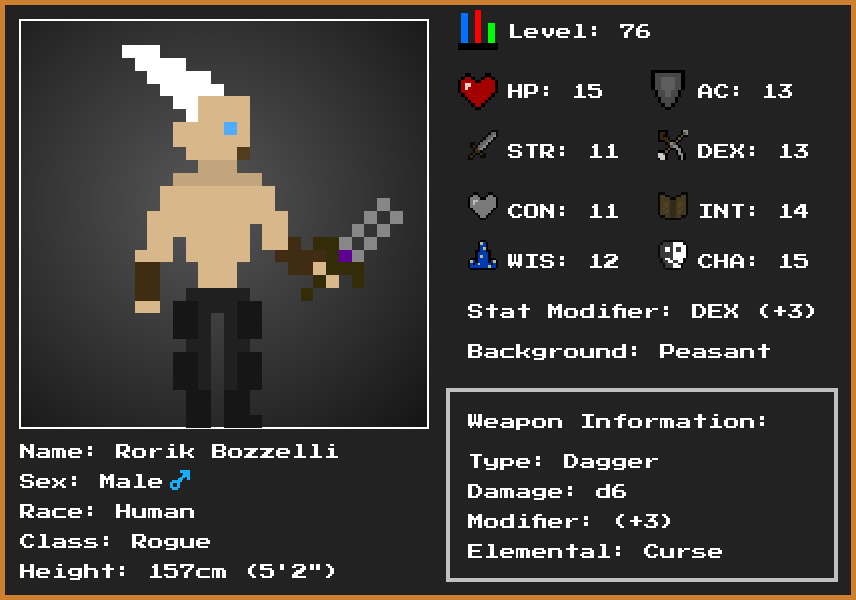 Level: 76
HP: 15
AC: 13
STR: 11
DEX: 13
CON: 11
INT: 14
WIS: 12
CHA: 15
Stat Modifier: DEX (+3)
Background: Peasant
Weapon Information:
Type: Dagger
Damage: d6
Modifier: (+3)
Elemental: Curse
Name: Rorik Bozzelli
Sex: Male♂
Race: Human
Class: Rogue
Height: 157cm (5'2")